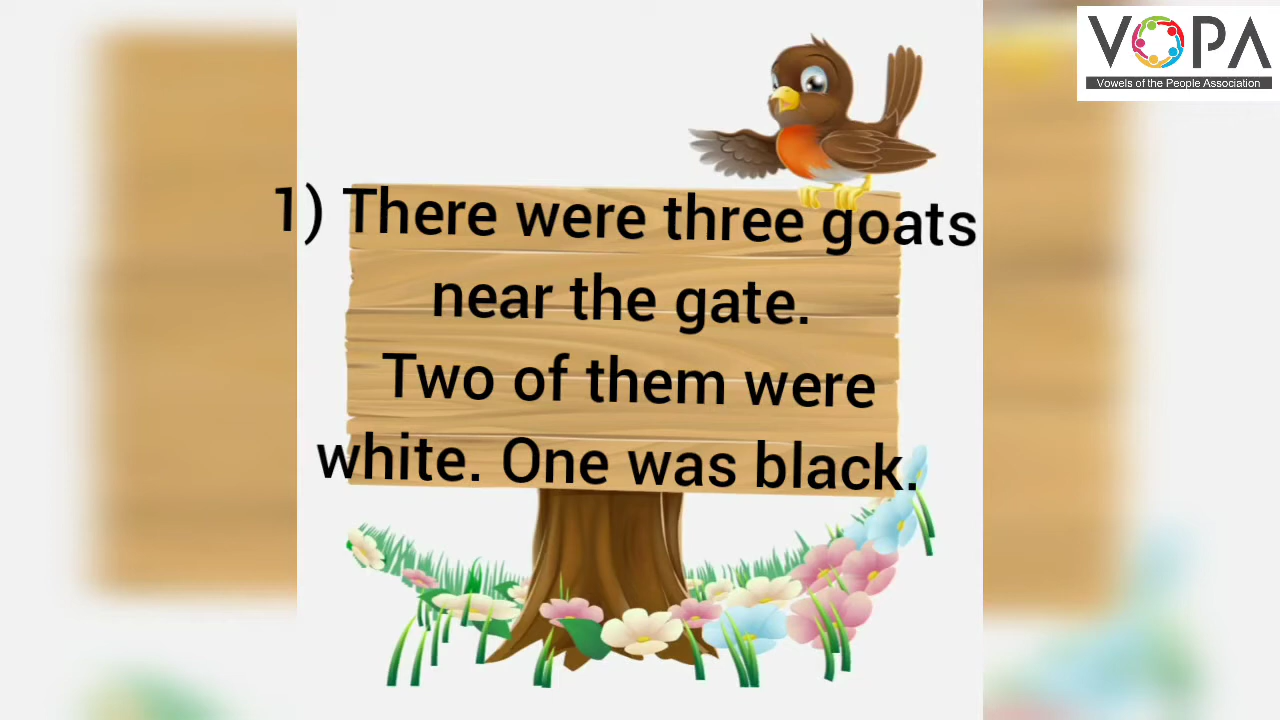 VOPA
Vowels of the People Association
1) There were three goats
near the gate.
Two of them were
white. One was black.